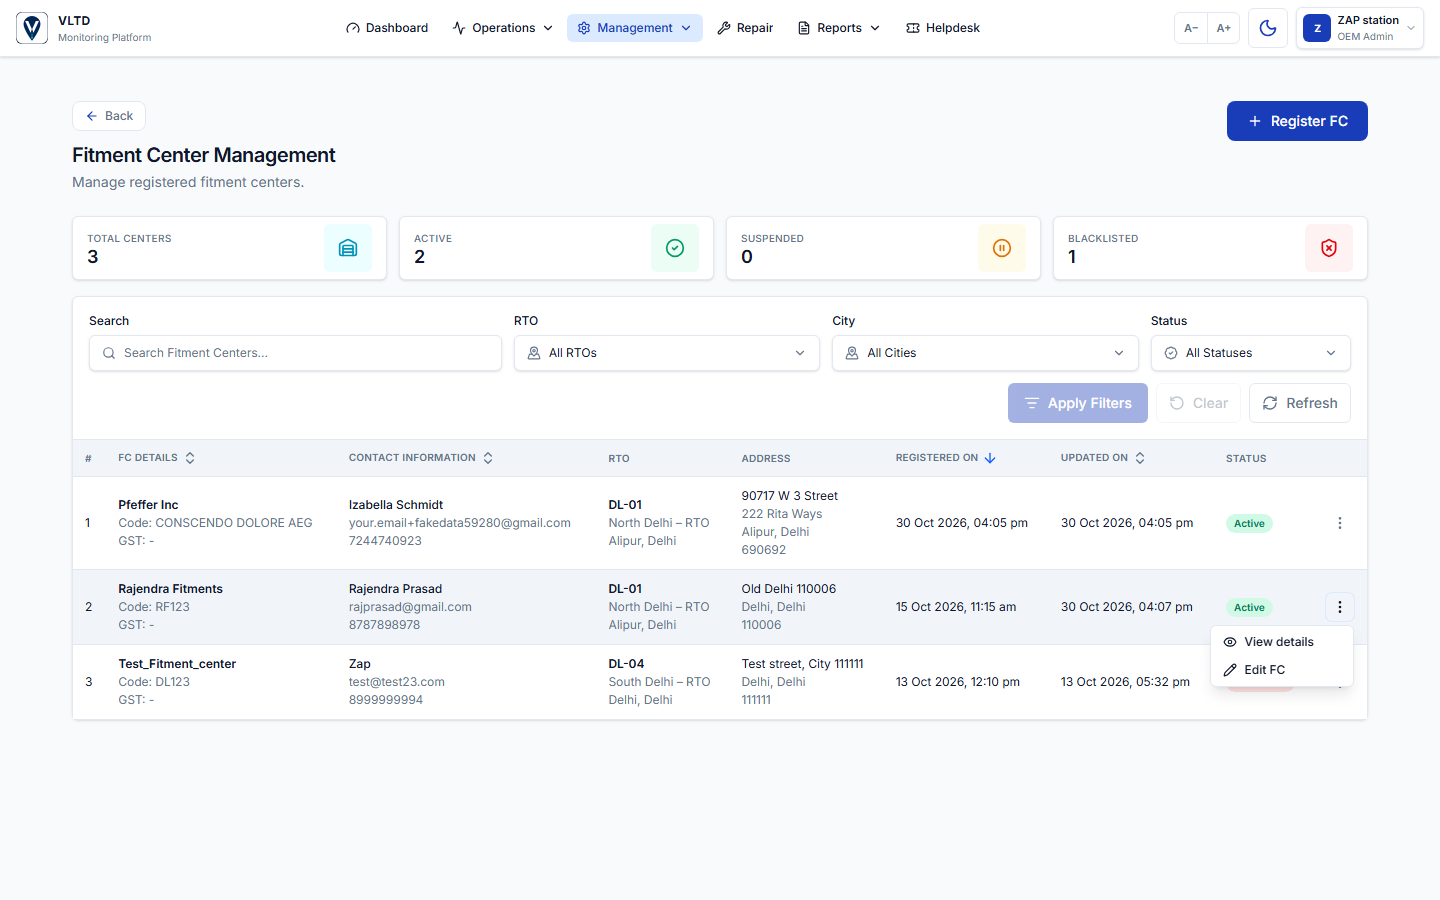 VLTD
Monitoring Platform
Dashboard
Operations
Management
Repair
Reports
Helpdesk
A−
A+
Z
ZAP station
OEM Admin
Back
Register FC
Fitment Center Management
Manage registered fitment centers.
TOTAL CENTERS
3
ACTIVE
2
SUSPENDED
0
BLACKLISTED
1
Search
RTO
City
Status
Search Fitment Centers...
All RTOs
All Cities
All Statuses
Apply Filters
Clear
Refresh
# FC DETAILS CONTACT INFORMATION RTO ADDRESS REGISTERED ON UPDATED ON STATUS
1
Pfeffer Inc
Code: CONSCENDO DOLORE AEG
GST: -
Izabella Schmidt
your.email+fakedata59280@gmail.com
7244740923
DL-01
North Delhi – RTO
Alipur, Delhi
90717 W 3 Street
222 Rita Ways
Alipur, Delhi
690692
30 Oct 2026, 04:05 pm
30 Oct 2026, 04:05 pm
Active
2
Rajendra Fitments
Code: RF123
GST: -
Rajendra Prasad
rajprasad@gmail.com
8787898978
DL-01
North Delhi – RTO
Alipur, Delhi
Old Delhi 110006
Delhi, Delhi
110006
15 Oct 2026, 11:15 am
30 Oct 2026, 04:07 pm
Active
View details
Edit FC
3
Test_Fitment_center
Code: DL123
GST: -
Zap
test@test23.com
8999999994
DL-04
South Delhi – RTO
Delhi, Delhi
Test street, City 111111
Delhi, Delhi
111111
13 Oct 2026, 12:10 pm
13 Oct 2026, 05:32 pm